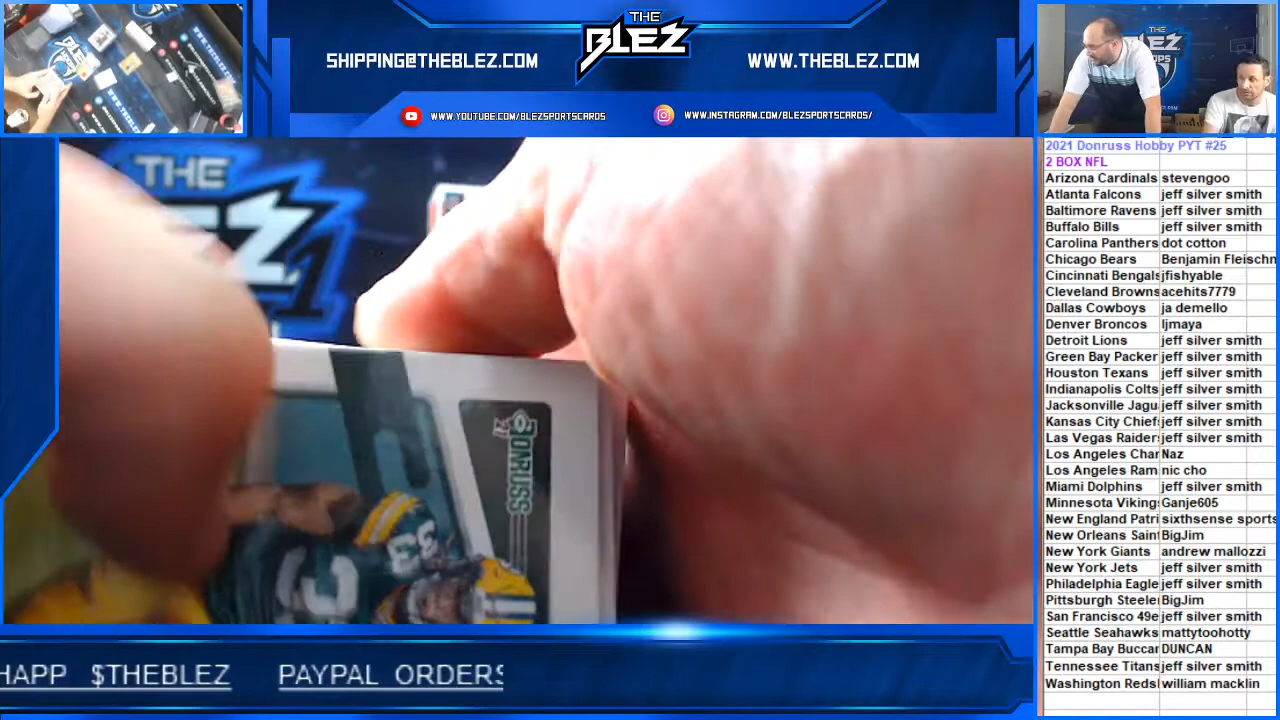 THE
BLEZ
SHIPPING@THEBLEZ.COM
WWW.THEBLEZ.COM
WWW.YOUTUBE.COM/BLEZSPORTSCARDS
WWW.INSTAGRAM.COM/BLEZSPORTSCARDS/
THE
DONRUSS
33
HAPP $THEBLEZ
PAYPAL ORDERS
2021 Donruss Hobby PYT #25
2 BOX NFL
Arizona Cardinals stevengoo
Atlanta Falcons jeff silver smith
Baltimore Ravens jeff silver smith
Buffalo Bills jeff silver smith
Carolina Panthers dot cotton
Chicago Bears Benjamin Fleischn
Cincinnati Bengals jfishyable
Cleveland Browns acehits7779
Dallas Cowboys ja demello
Denver Broncos ljmaya
Detroit Lions jeff silver smith
Green Bay Packer jeff silver smith
Houston Texans jeff silver smith
Indianapolis Colts jeff silver smith
Jacksonville Jagu jeff silver smith
Kansas City Chief jeff silver smith
Las Vegas Raider jeff silver smith
Los Angeles Char Naz
Los Angeles Ram nic cho
Miami Dolphins jeff silver smith
Minnesota Viking Ganje605
New England Patri sixthsense sports
New Orleans Saint BigJim
New York Giants andrew mallozzi
New York Jets jeff silver smith
Philadelphia Eagle jeff silver smith
Pittsburgh Steele BigJim
San Francisco 49e jeff silver smith
Seattle Seahawks mattytoohotty
Tampa Bay Buccar DUNCAN
Tennessee Titans jeff silver smith
Washington Reds william macklin